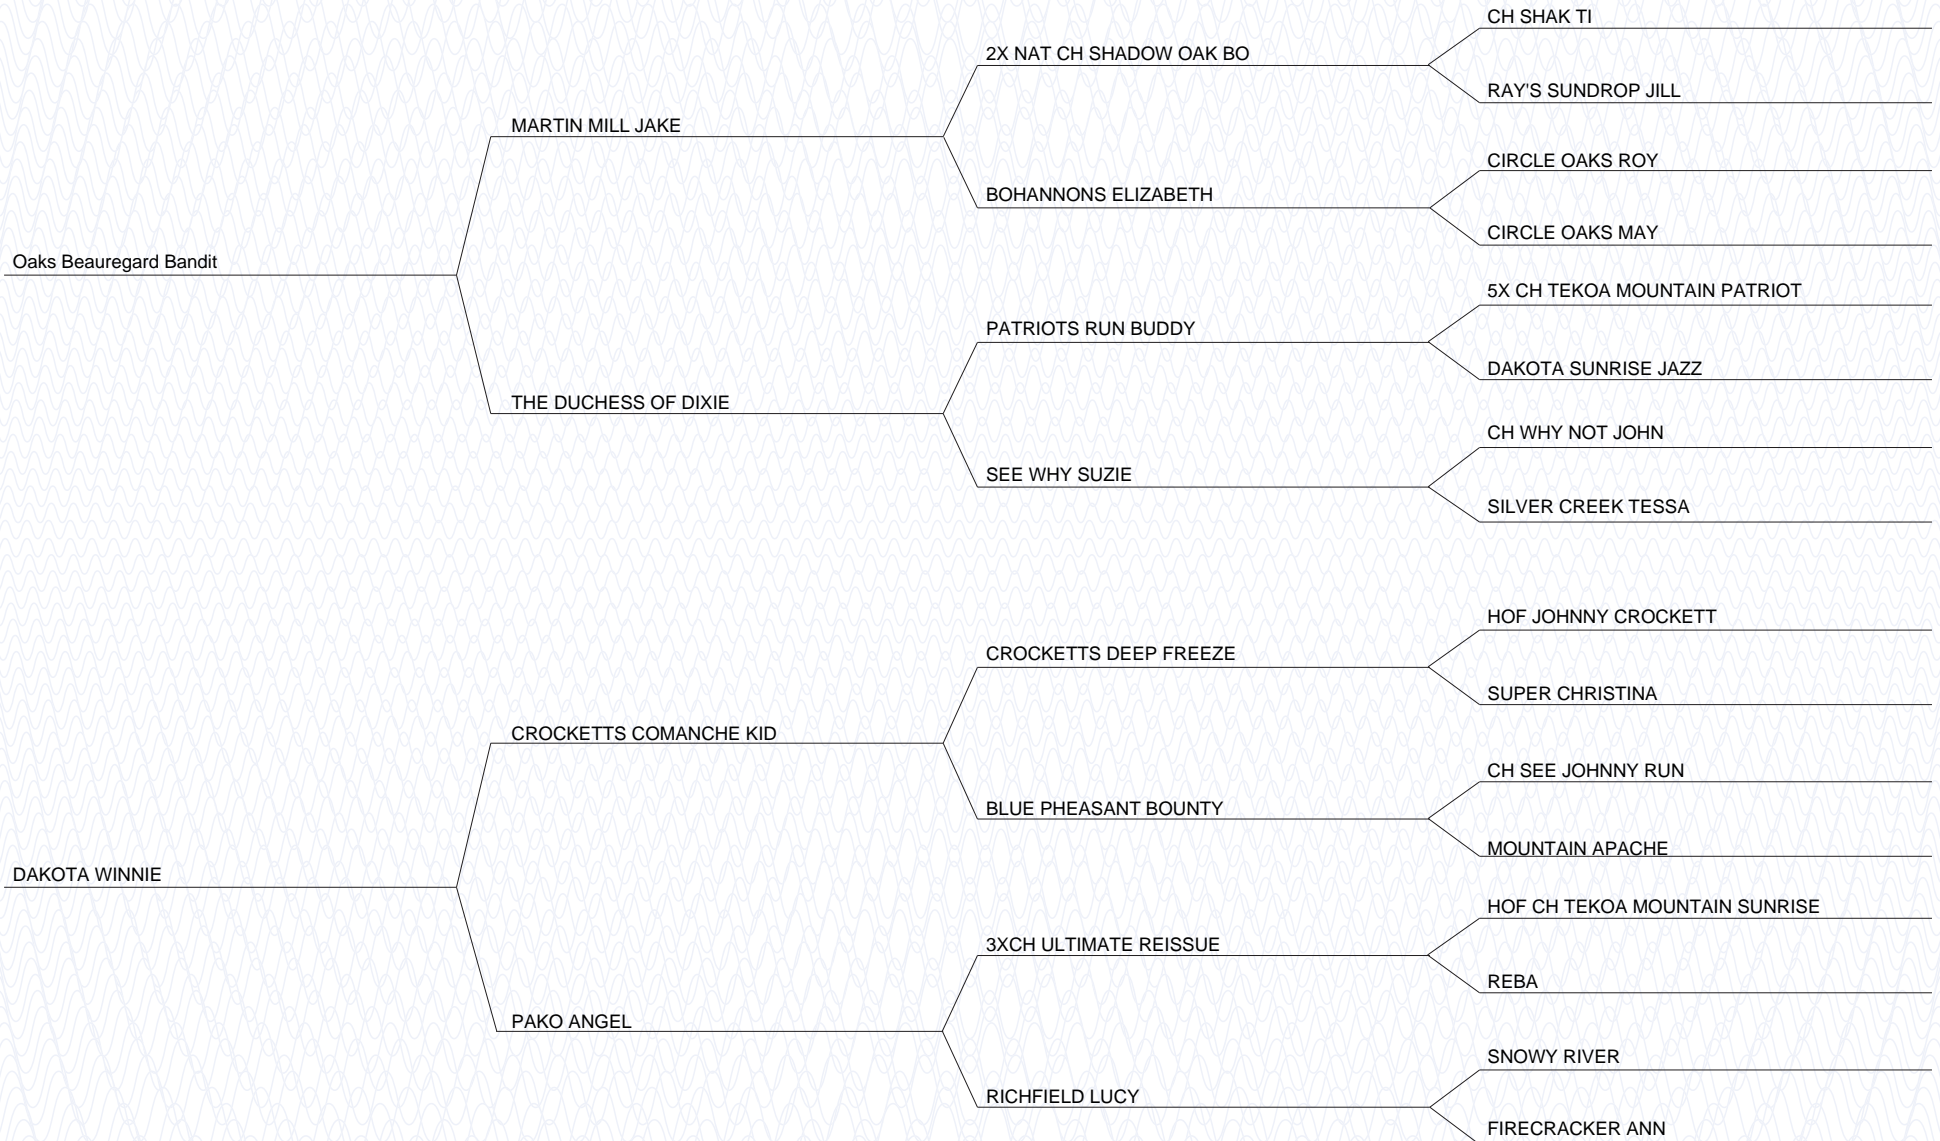 CH SHAK TI
2X NAT CH SHADOW OAK BO
RAY'S SUNDROP JILL
MARTIN MILL JAKE
CIRCLE OAKS ROY
BOHANNONS ELIZABETH
CIRCLE OAKS MAY
Oaks Beauregard Bandit
5X CH TEKOA MOUNTAIN PATRIOT
PATRIOTS RUN BUDDY
DAKOTA SUNRISE JAZZ
THE DUCHESS OF DIXIE
CH WHY NOT JOHN
SEE WHY SUZIE
SILVER CREEK TESSA
HOF JOHNNY CROCKETT
CROCKETTS DEEP FREEZE
SUPER CHRISTINA
CROCKETTS COMANCHE KID
CH SEE JOHNNY RUN
BLUE PHEASANT BOUNTY
MOUNTAIN APACHE
DAKOTA WINNIE
HOF CH TEKOA MOUNTAIN SUNRISE
3XCH ULTIMATE REISSUE
REBA
PAKO ANGEL
SNOWY RIVER
RICHFIELD LUCY
FIRECRACKER ANN